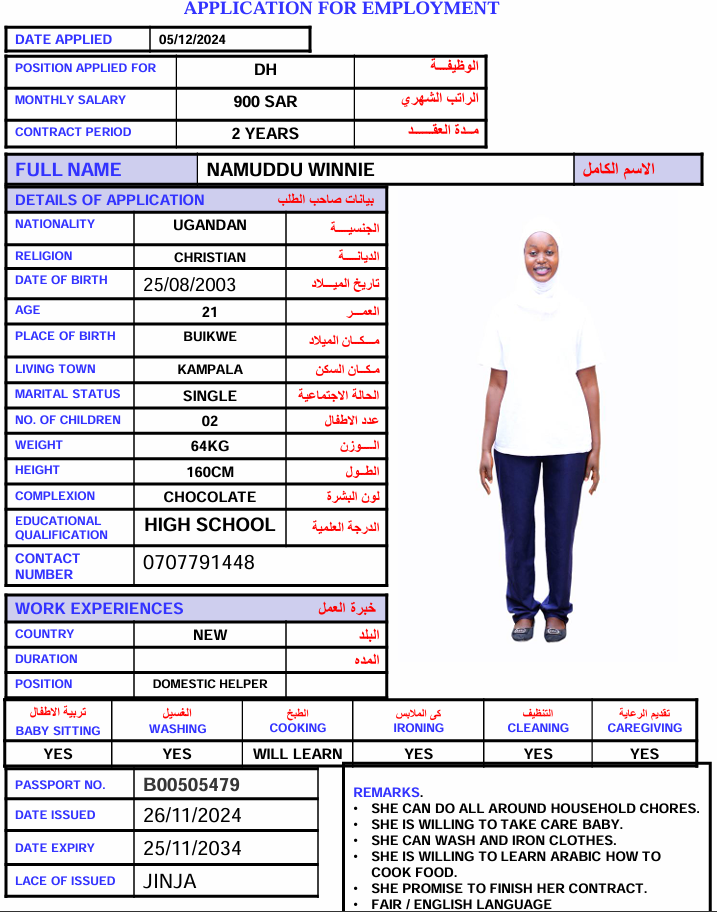 APPLICATION FOR EMPLOYMENT
DATE APPLIED 05/12/2024
POSITION APPLIED FOR DH الوظيفـــة
MONTHLY SALARY 900 SAR الراتب الشهري
CONTRACT PERIOD 2 YEARS مــدة العقـــد
FULL NAME NAMUDDU WINNIE الاسم الكامل
DETAILS OF APPLICATION بيانات صاحب الطلب
NATIONALITY UGANDAN الجنسيـــة
RELIGION CHRISTIAN الديانـــة
DATE OF BIRTH 25/08/2003 تاريخ الميـــلاد
AGE 21 العمـــر
PLACE OF BIRTH BUIKWE مــكــان الميلاد
LIVING TOWN KAMPALA مـكــان السكن
MARITAL STATUS SINGLE الحالة الاجتماعية
NO. OF CHILDREN 02 عدد الاطفال
WEIGHT 64KG الـــوزن
HEIGHT 160CM الطــول
COMPLEXION CHOCOLATE لون البشرة
EDUCATIONAL QUALIFICATION HIGH SCHOOL الدرجة العلمية
CONTACT NUMBER 0707791448
WORK EXPERIENCES خبرة العمل
COUNTRY NEW البلد
DURATION المده
POSITION DOMESTIC HELPER
تربية الاطفال الغسيل الطبخ كى الملابس التنظيف تقديم الرعاية
BABY SITTING WASHING COOKING IRONING CLEANING CAREGIVING
YES YES WILL LEARN YES YES YES
PASSPORT NO. B00505479
DATE ISSUED 26/11/2024
DATE EXPIRY 25/11/2034
LACE OF ISSUED JINJA
REMARKS.
• SHE CAN DO ALL AROUND HOUSEHOLD CHORES.
• SHE IS WILLING TO TAKE CARE BABY.
• SHE CAN WASH AND IRON CLOTHES.
• SHE IS WILLING TO LEARN ARABIC HOW TO
COOK FOOD.
• SHE PROMISE TO FINISH HER CONTRACT.
• FAIR / ENGLISH LANGUAGE